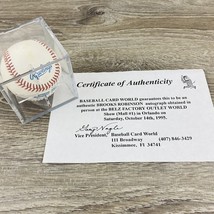 Rawlings
Certificate of Authenticity
BASEBALL CARD WORLD guarantees this to be an
authentic BROOKS ROBINSON autograph obtained in
person at the BELZ FACTORY OUTLET WORLD
Show (Mall #1) in Orlando on
Saturday, October 14th, 1995.
Vice President, Baseball Card World
111 Broadway (407) 846-3429
Kissimmee, Fl 34741